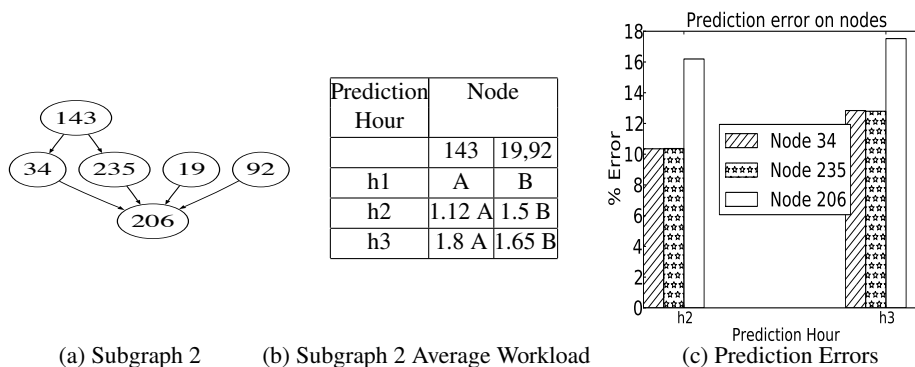 143
34 235 19 92
206
(a) Subgraph 2
Prediction Hour Node
143 19,92
h1 A B
h2 1.12 A 1.5 B
h3 1.8 A 1.65 B
(b) Subgraph 2 Average Workload
Prediction error on nodes
18
16
14
12
10
8
6
4
2
0
% Error
Node 34
Node 235
Node 206
h2 h3
Prediction Hour
(c) Prediction Errors